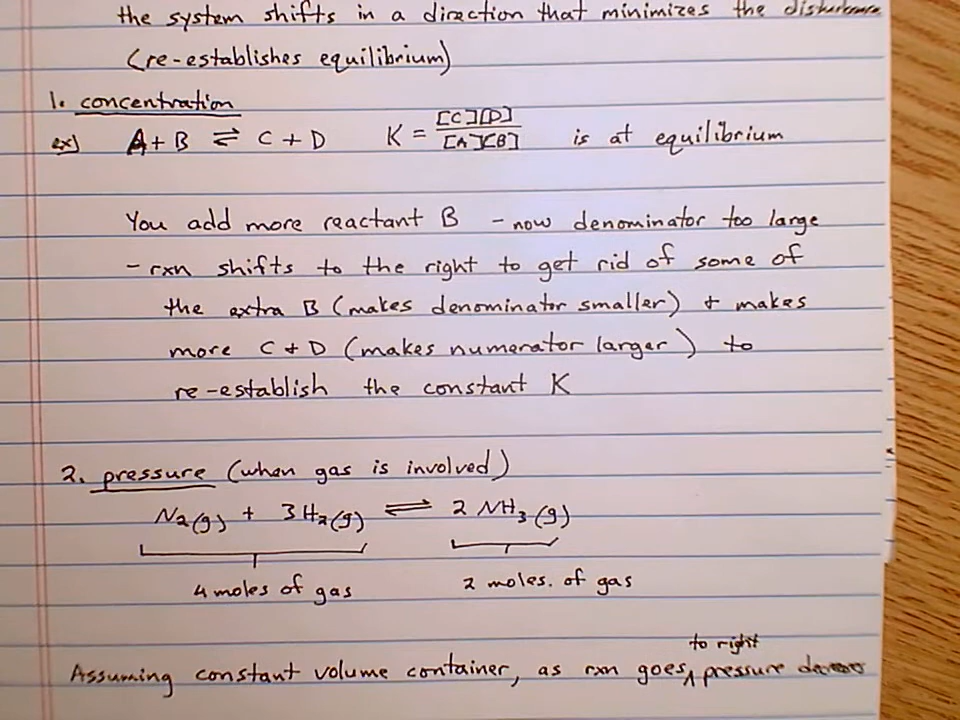 the system shifts in a direction that minimizes the disturbance
(re-establishes equilibrium)
1. concentration
ex) A + B ⇌ C + D K = [C][D] / [A][B] is at equilibrium
You add more reactant B - now denominator too large
- rxn shifts to the right to get rid of some of
the extra B (makes denominator smaller) + makes
more C + D (makes numerator larger) to
re-establish the constant K
2. pressure (when gas is involved)
N₂(g) + 3H₂(g) ⇌ 2 NH₃(g)
4 moles of gas 2 moles. of gas
to right
Assuming constant volume container, as rxn goes ^ pressure decreases